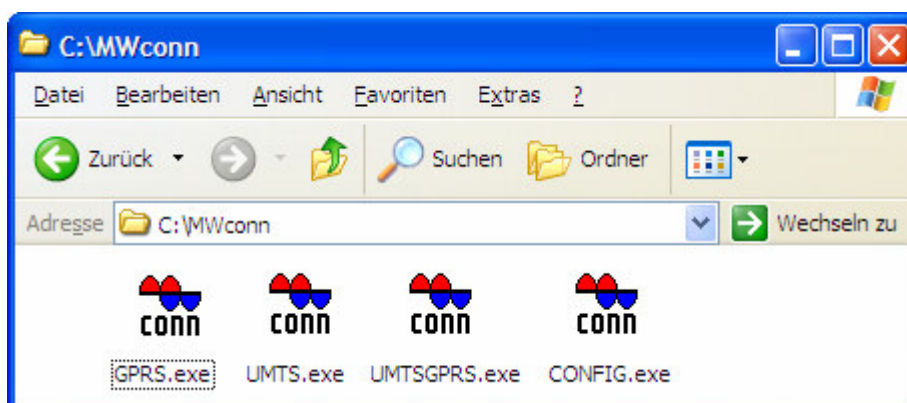 C:\MWconn
Datei Bearbeiten Ansicht Favoriten Extras ?
Zurück Suchen Ordner
Adresse C:\MWconn Wechseln zu
conn conn conn conn
GPRS.exe UMTS.exe UMTSGPRS.exe CONFIG.exe